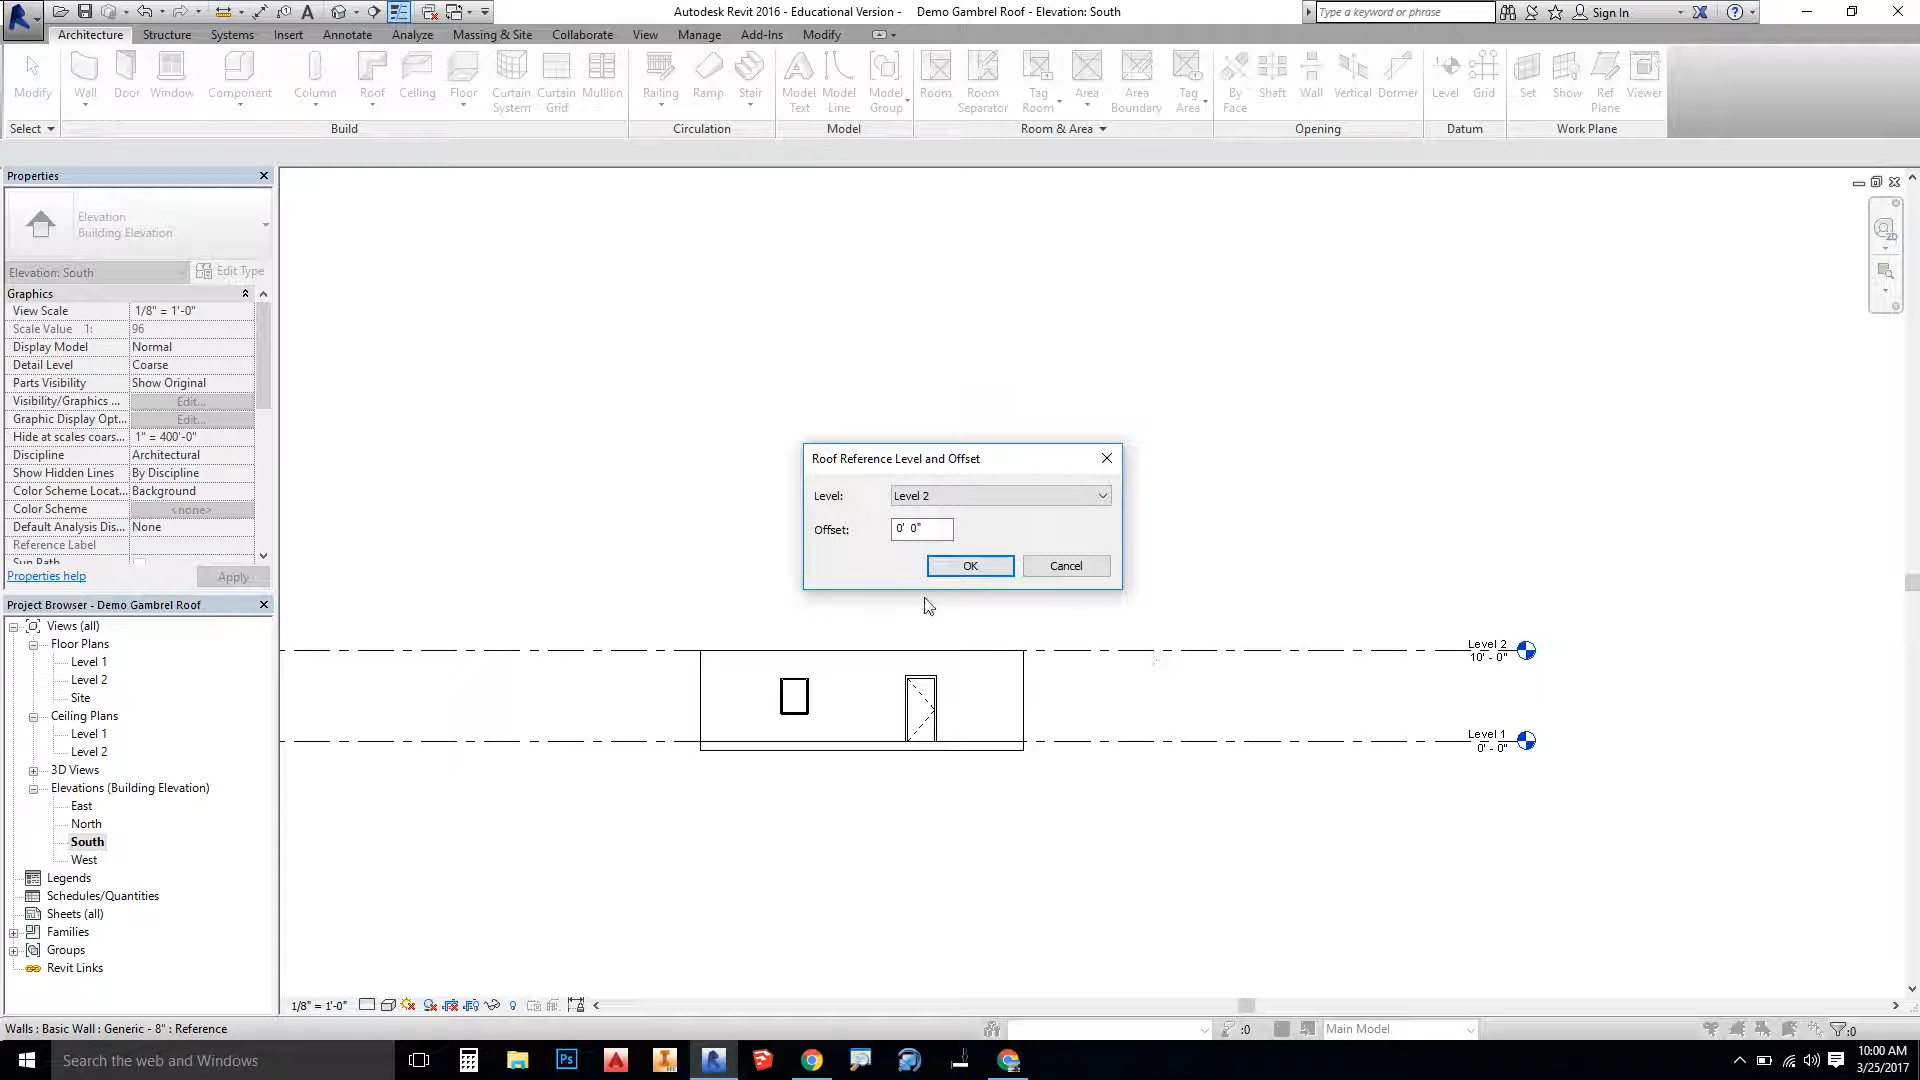 Autodesk Revit 2016 - Educational Version - Demo Gambrel Roof - Elevation: South
Type a keyword or phrase
Sign In
Architecture Structure Systems Insert Annotate Analyze Massing & Site Collaborate View Manage Add-Ins Modify
Modify Wall Door Window Component Column Roof Ceiling Floor Curtain System Curtain Grid Mullion Railing Ramp Stair Model Text Model Line Model Group Room Room Separator Tag Room Area Area Boundary Tag Area By Face Shaft Wall Vertical Dormer Level Grid Set Show Ref Plane Viewer
Select Build Circulation Model Room & Area Opening Datum Work Plane
Properties
Elevation
Building Elevation
Elevation: South Edit Type
Graphics
View Scale 1/8" = 1'-0"
Scale Value 1: 96
Display Model Normal
Detail Level Coarse
Parts Visibility Show Original
Visibility/Graphics ... Edit...
Graphic Display Opt... Edit...
Hide at scales coars... 1" = 400'-0"
Discipline Architectural
Show Hidden Lines By Discipline
Color Scheme Locat... Background
Color Scheme <none>
Default Analysis Dis... None
Reference Label
Sun Path
Properties help Apply
Project Browser - Demo Gambrel Roof
Views (all)
Floor Plans
Level 1
Level 2
Site
Ceiling Plans
Level 1
Level 2
3D Views
Elevations (Building Elevation)
East
North
South
West
Legends
Schedules/Quantities
Sheets (all)
Families
Groups
Revit Links
2D
Roof Reference Level and Offset
Level: Level 2
Offset: 0' 0"
OK Cancel
Level 2
10' - 0"
Level 1
0' - 0"
1/8" = 1'-0"
Walls : Basic Wall : Generic - 8" : Reference
:0 Main Model :0
Search the web and Windows
Ps
10:00 AM
3/25/2017